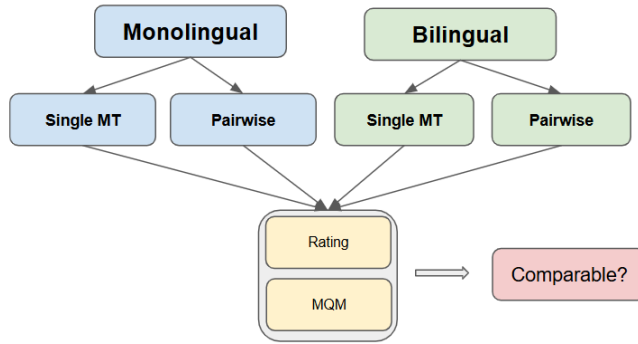 Monolingual
Bilingual
Single MT
Pairwise
Single MT
Pairwise
Rating
MQM
Comparable?